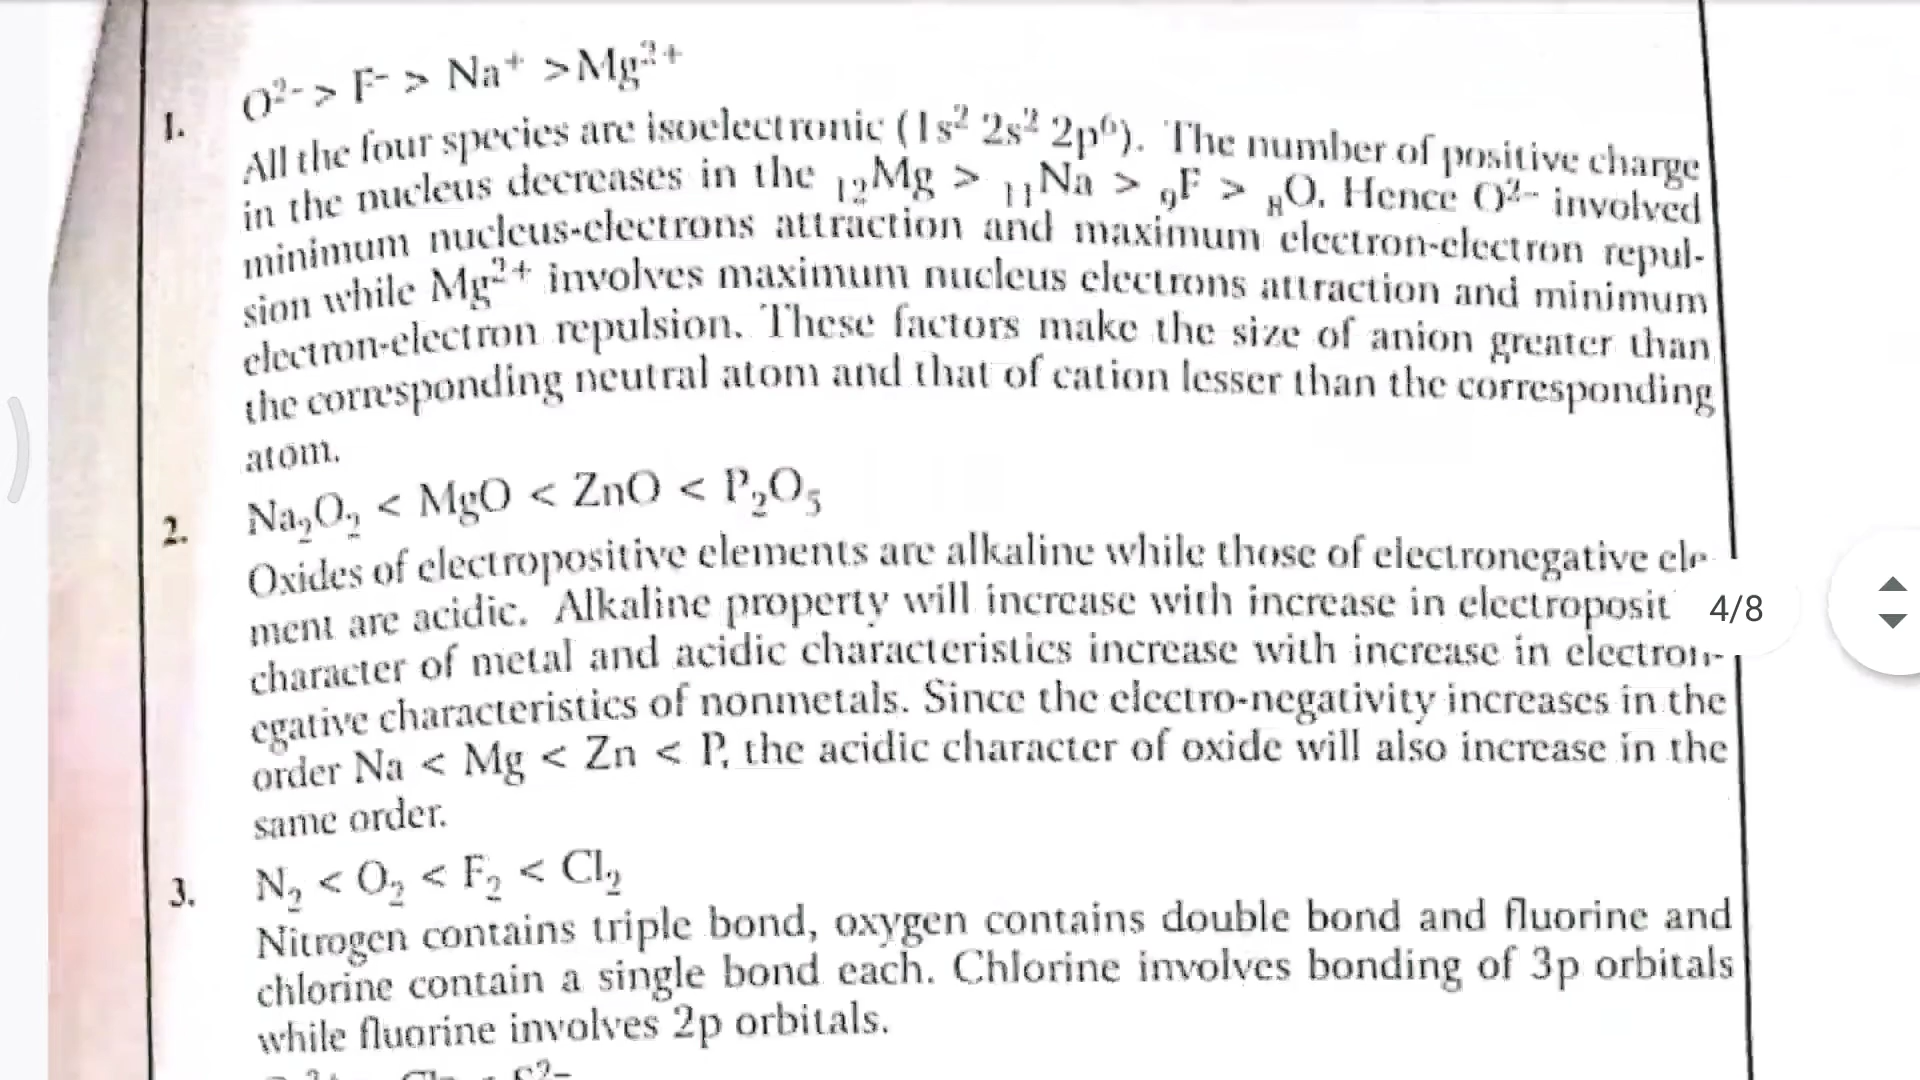 1. O²⁻ > F⁻ > Na⁺ > Mg²⁺
All the four species are isoelectronic (1s² 2s² 2p⁶). The number of positive charge
in the nucleus decreases in the ₁₂Mg > ₁₁Na > ₉F > ₈O. Hence O²⁻ involved
minimum nucleus-electrons attraction and maximum electron-electron repul-
sion while Mg²⁺ involves maximum nucleus electrons attraction and minimum
electron-electron repulsion. These factors make the size of anion greater than
the corresponding neutral atom and that of cation lesser than the corresponding
atom.
2. Na₂O₂ < MgO < ZnO < P₂O₅
Oxides of electropositive elements are alkaline while those of electronegative ele-
ment are acidic. Alkaline property will increase with increase in electroposit
4/8
character of metal and acidic characteristics increase with increase in electron-
egative characteristics of nonmetals. Since the electro-negativity increases in the
order Na < Mg < Zn < P, the acidic character of oxide will also increase in the
same order.
3. N₂ < O₂ < F₂ < Cl₂
Nitrogen contains triple bond, oxygen contains double bond and fluorine and
chlorine contain a single bond each. Chlorine involves bonding of 3p orbitals
while fluorine involves 2p orbitals.